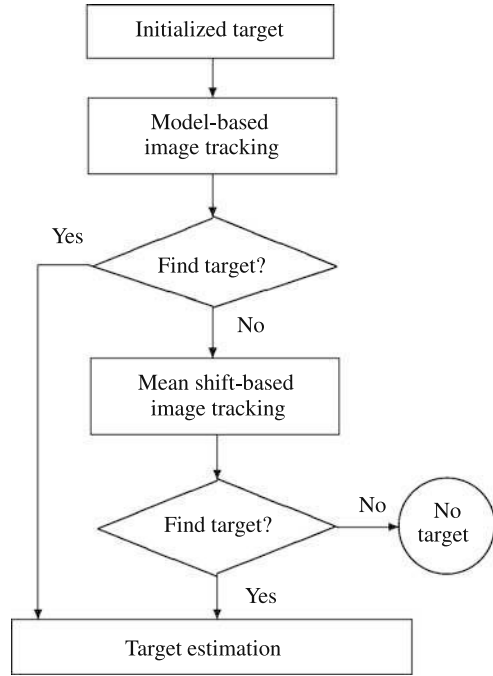 Initialized target
Model-based
image tracking
Yes
Find target?
No
Mean shift-based
image tracking
Find target?
No
No
target
Yes
Target estimation